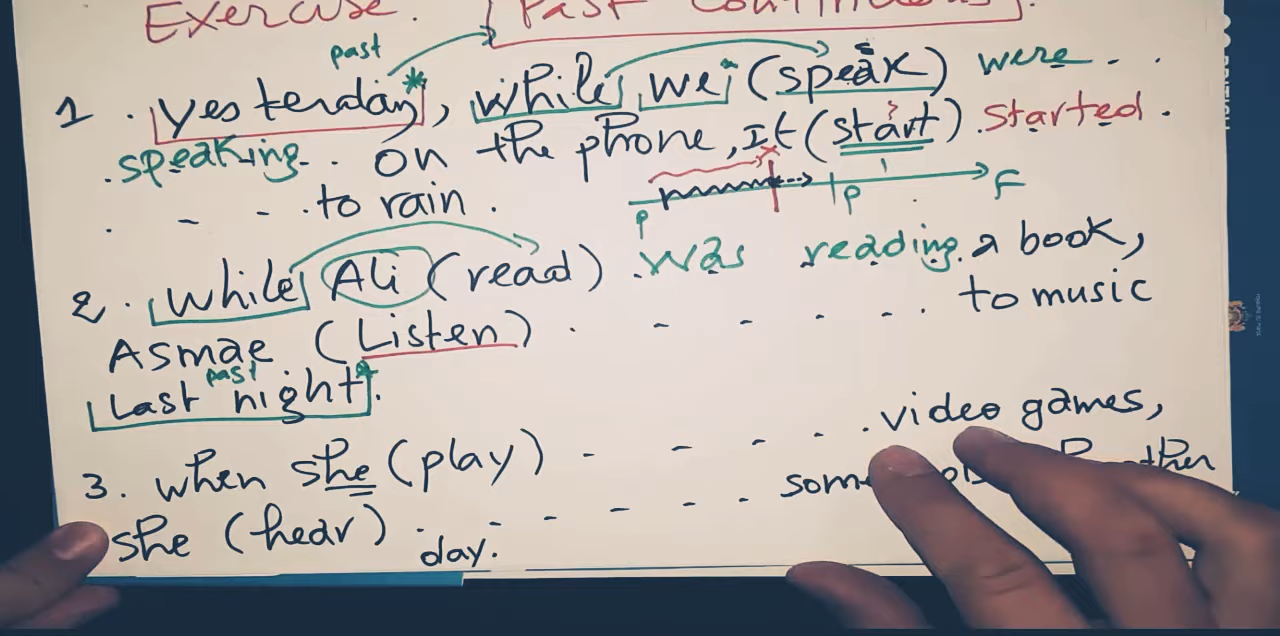 Exercise. Past Continuous.
past
1. yesterday*, while we (speak) were . .
. speaking . . on the phone, It (start) . started .
. - - . to rain .
P P F
2. while Ali (read) . was reading . a book,
Asmae (Listen) . - - - . . to music
past
Last night*.
3. when she (play) - - - . . video games,
she (hear) . - - - - - some
day.